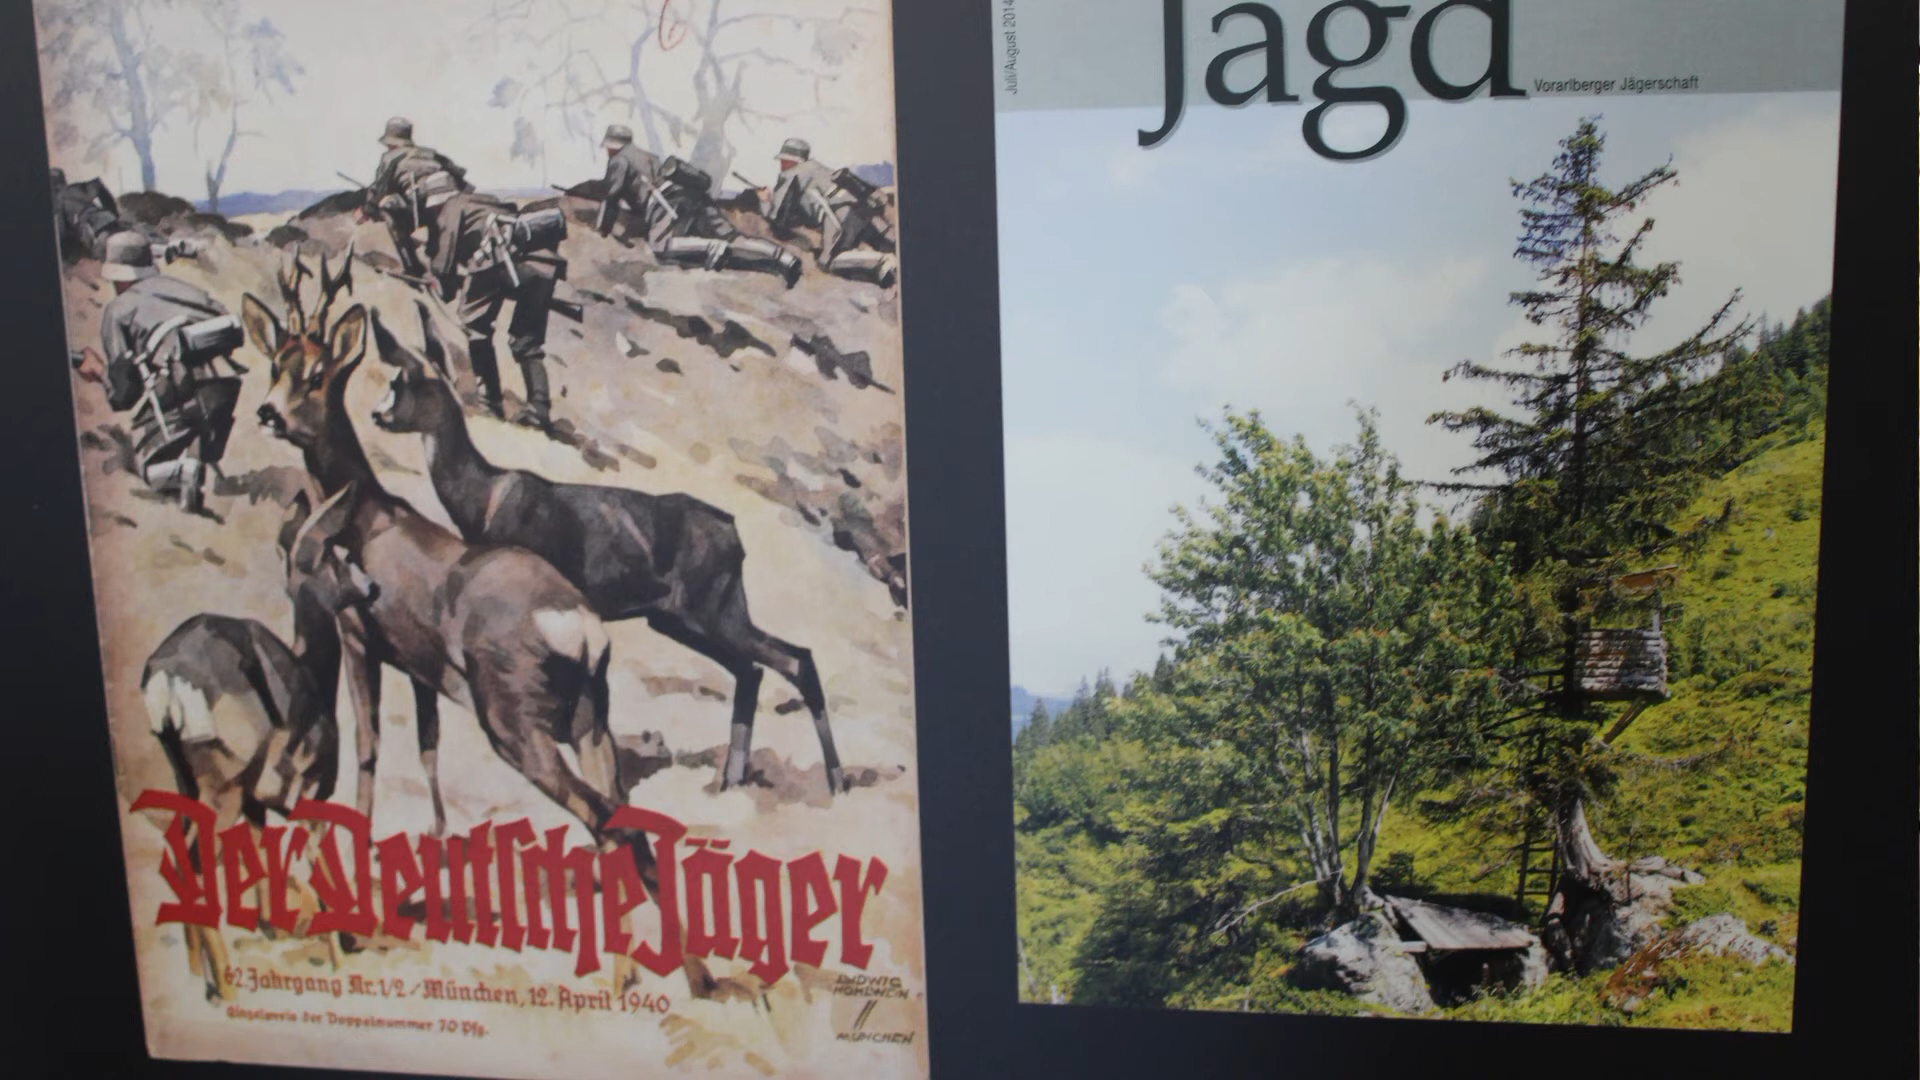 Der Deutsche Jäger
62. Jahrgang Nr. 1/2 / München, 12. April 1940
Einzelpreis der Doppelnummer 70 Pfg.
LUDWIG
HOHLWEIN
MÜNCHEN
Juli/August 2014
Jagd
Vorarlberger Jägerschaft